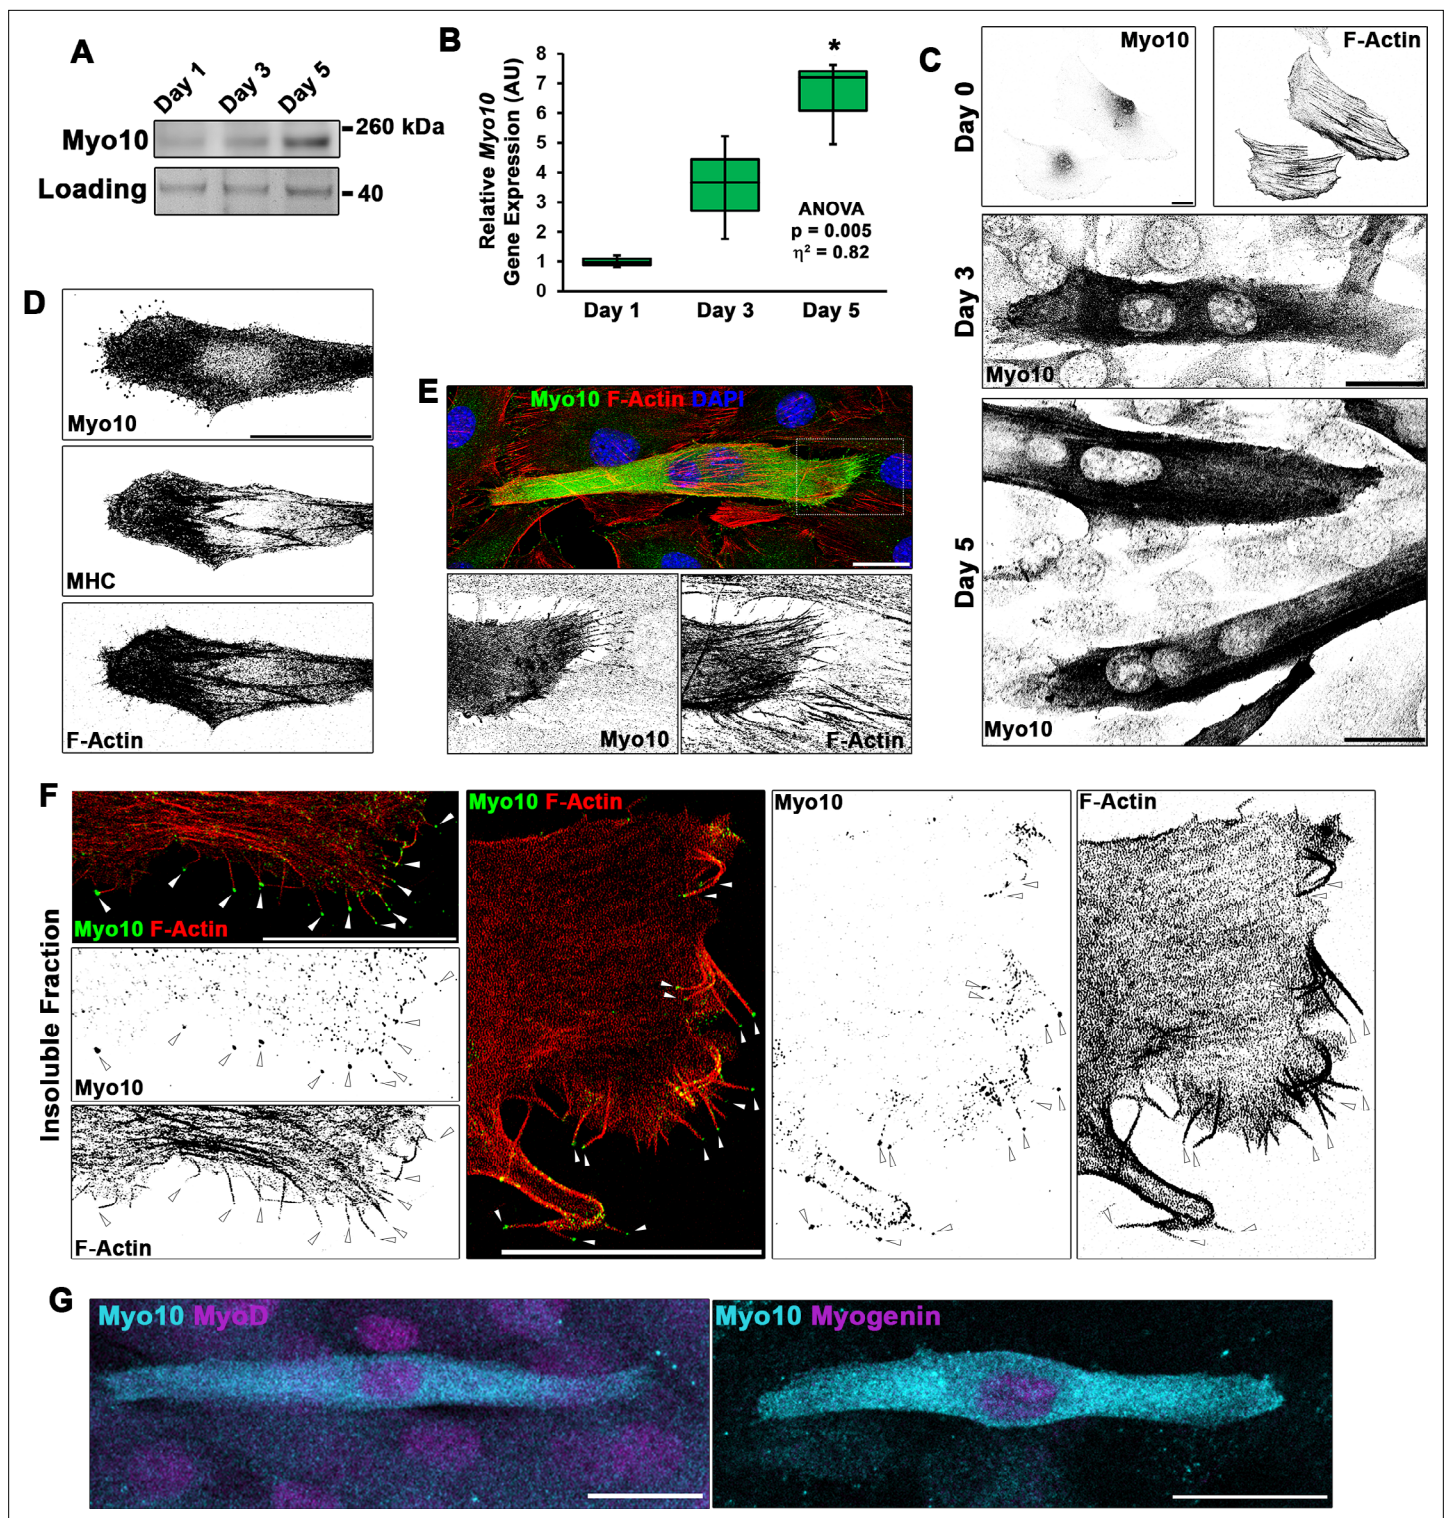 A
Day 1
Day 3
Day 5
Myo10
260 kDa
Loading
40
B
Relative Myo10
Gene Expression (AU)
8
7
6
5
4
3
2
1
0
*
ANOVA
p = 0.005
η² = 0.82
Day 1
Day 3
Day 5
C
Day 0
Myo10
F-Actin
Day 3
Myo10
Day 5
Myo10
D
Myo10
MHC
F-Actin
E
Myo10 F-Actin DAPI
Myo10
F-Actin
F
Insoluble Fraction
Myo10 F-Actin
Myo10
F-Actin
Myo10 F-Actin
Myo10
F-Actin
G
Myo10 MyoD
Myo10 Myogenin